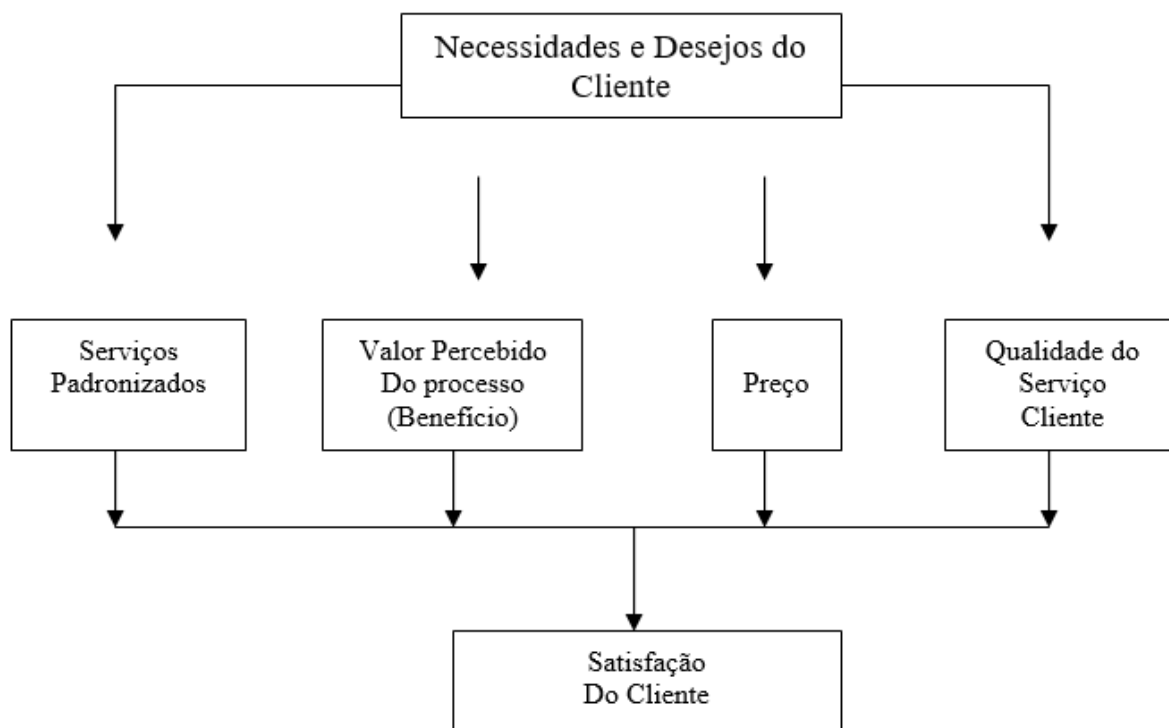 Necessidades e Desejos do
Cliente
Serviços
Padronizados
Valor Percebido
Do processo
(Benefício)
Preço
Qualidade do
Serviço
Cliente
Satisfação
Do Cliente